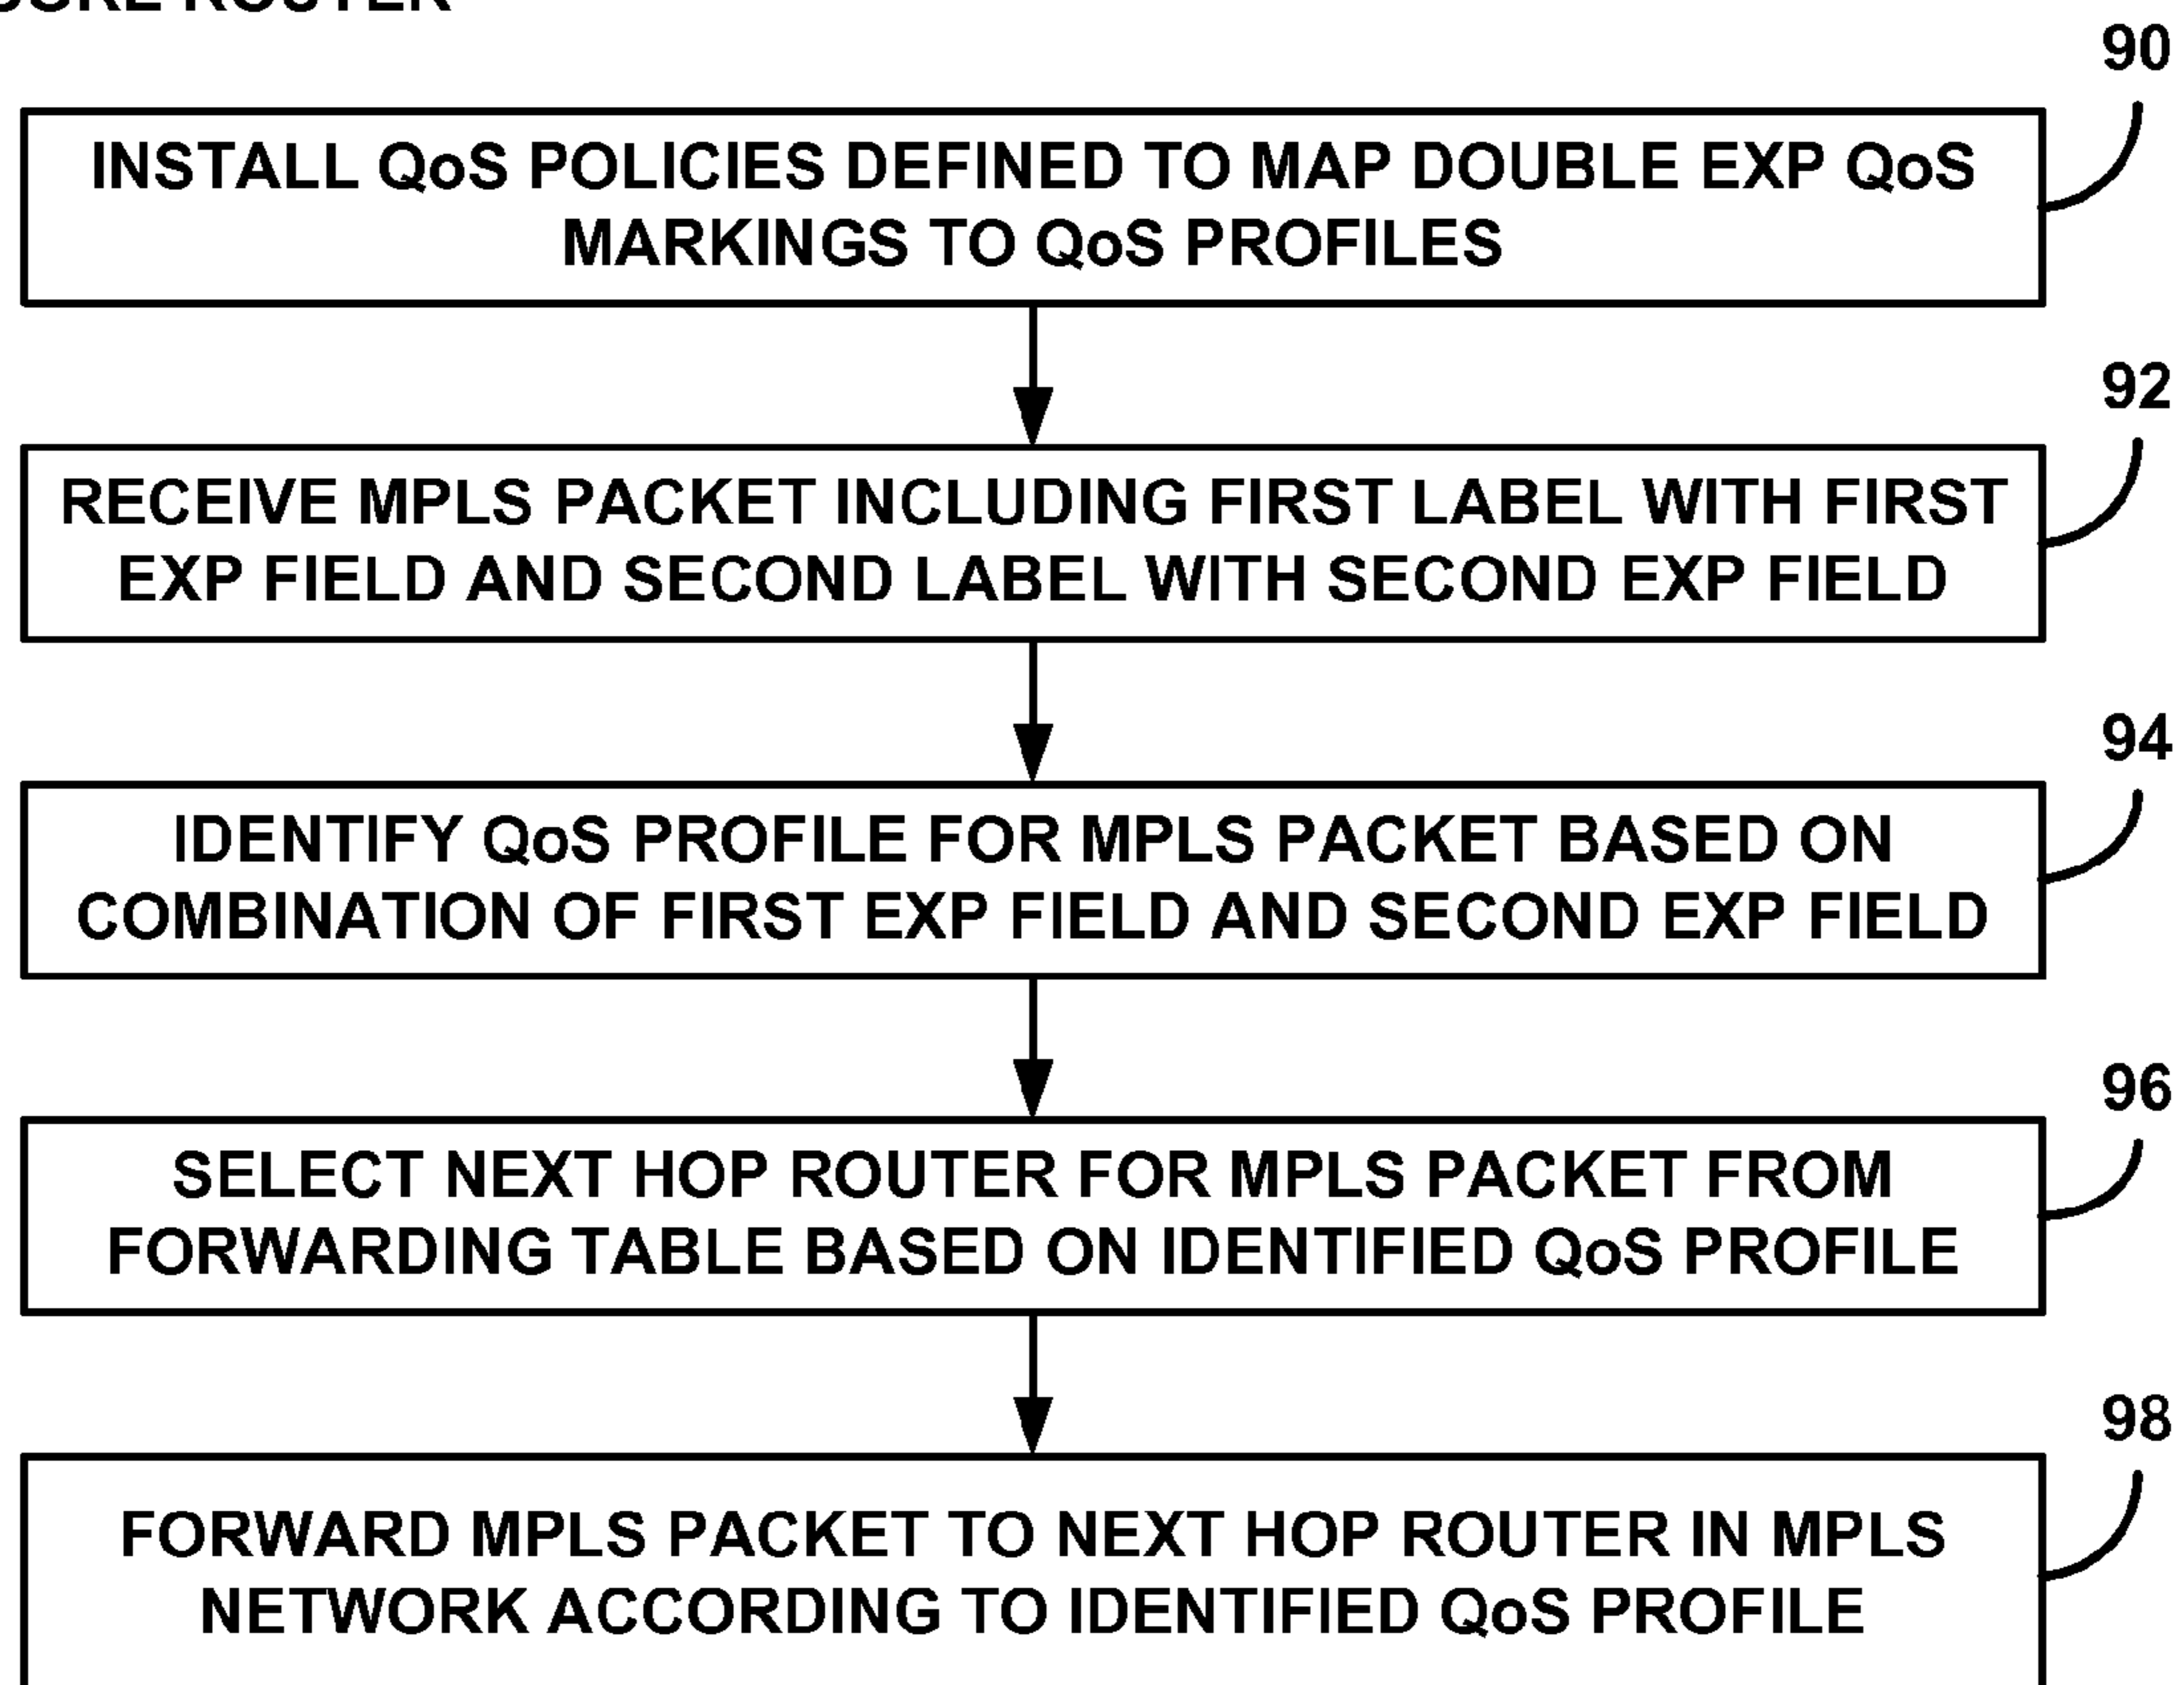 ROUTER
90
INSTALL QoS POLICIES DEFINED TO MAP DOUBLE EXP QoS
MARKINGS TO QoS PROFILES
92
RECEIVE MPLS PACKET INCLUDING FIRST LABEL WITH FIRST
EXP FIELD AND SECOND LABEL WITH SECOND EXP FIELD
94
IDENTIFY QoS PROFILE FOR MPLS PACKET BASED ON
COMBINATION OF FIRST EXP FIELD AND SECOND EXP FIELD
96
SELECT NEXT HOP ROUTER FOR MPLS PACKET FROM
FORWARDING TABLE BASED ON IDENTIFIED QoS PROFILE
98
FORWARD MPLS PACKET TO NEXT HOP ROUTER IN MPLS
NETWORK ACCORDING TO IDENTIFIED QoS PROFILE